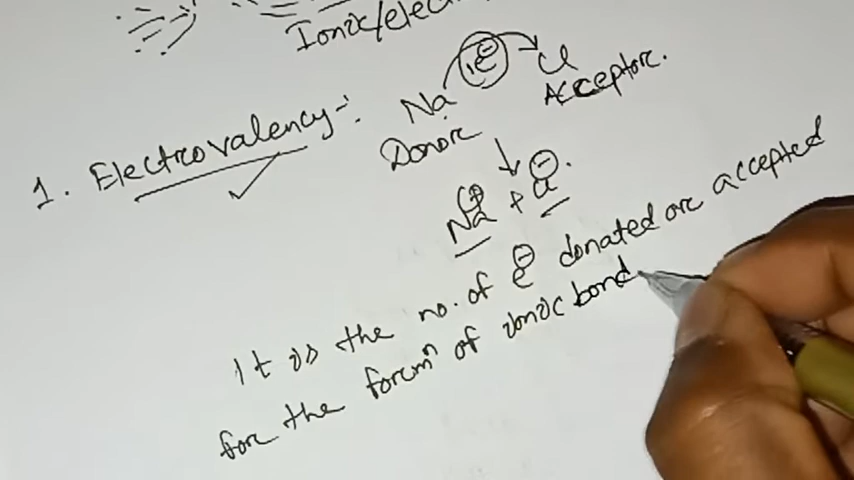 Ionic/elec
1. Electrovalency :-
Na 1e⊖ Cl
Donor Acceptor.
Na⊕ + Cl⊖.
It is the no. of e⊖ donated or accepted
for the formⁿ of ionic bond